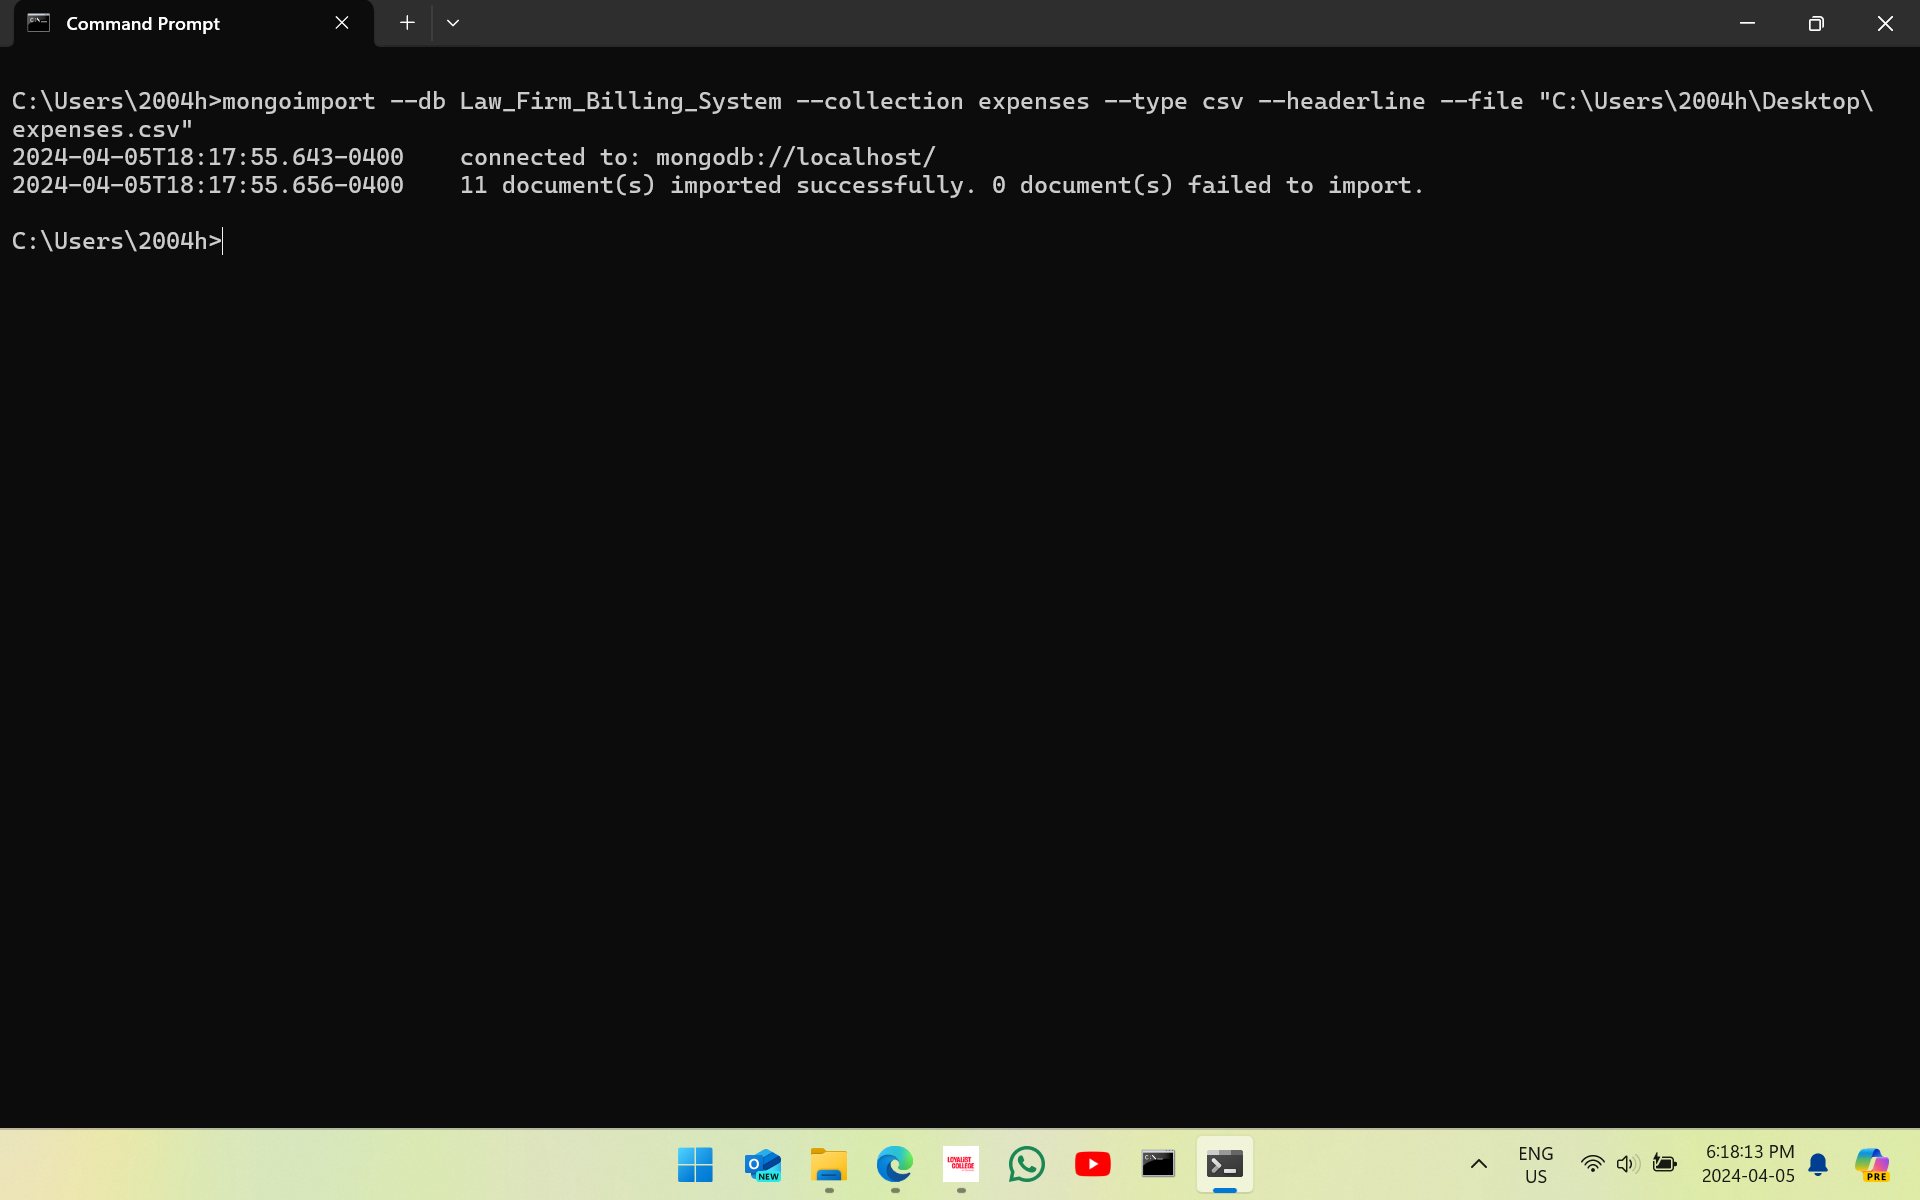 Command Prompt
C:\Users\2004h>mongoimport --db Law_Firm_Billing_System --collection expenses --type csv --headerline --file "C:\Users\2004h\Desktop\
expenses.csv"
2024-04-05T18:17:55.643-0400    connected to: mongodb://localhost/
2024-04-05T18:17:55.656-0400    11 document(s) imported successfully. 0 document(s) failed to import.
C:\Users\2004h>
O NEW
LOYALIST
COLLEGE
ENG
US
6:18:13 PM
2024-04-05
PRE